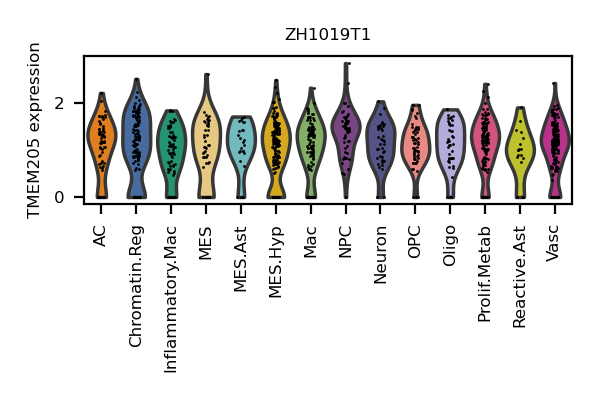 ZH1019T1
TMEM205 expression
2
0
AC
Chromatin.Reg
Inflammatory.Mac
MES
MES.Ast
MES.Hyp
Mac
NPC
Neuron
OPC
Oligo
Prolif.Metab
Reactive.Ast
Vasc